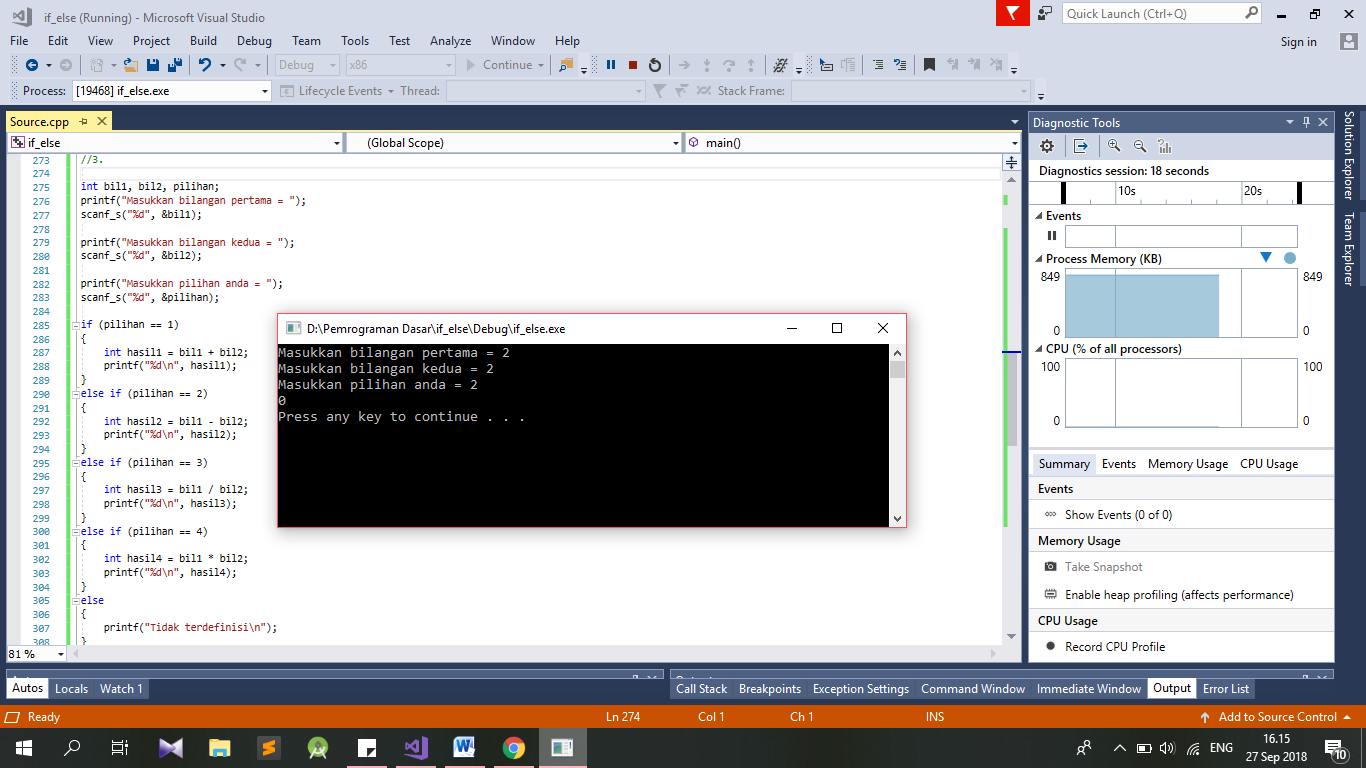 if_else (Running) - Microsoft Visual Studio
Quick Launch (Ctrl+Q)
File Edit View Project Build Debug Team Tools Test Analyze Window Help
Sign in
Debug x86 Continue
Process: [19468] if_else.exe Lifecycle Events Thread: Stack Frame:
Source.cpp
if_else (Global Scope) main()
273 //3.
274
275 int bil1, bil2, pilihan;
276 printf("Masukkan bilangan pertama = ");
277 scanf_s("%d", &bil1);
278
279 printf("Masukkan bilangan kedua = ");
280 scanf_s("%d", &bil2);
281
282 printf("Masukkan pilihan anda = ");
283 scanf_s("%d", &pilihan);
284
285 if (pilihan == 1)
286 {
287 int hasil1 = bil1 + bil2;
288 printf("%d\n", hasil1);
289 }
290 else if (pilihan == 2)
291 {
292 int hasil2 = bil1 - bil2;
293 printf("%d\n", hasil2);
294 }
295 else if (pilihan == 3)
296 {
297 int hasil3 = bil1 / bil2;
298 printf("%d\n", hasil3);
299 }
300 else if (pilihan == 4)
301 {
302 int hasil4 = bil1 * bil2;
303 printf("%d\n", hasil4);
304 }
305 else
306 {
307 printf("Tidak terdefinisi\n");
308 }
81 %
D:\Pemrograman Dasar\if_else\Debug\if_else.exe
Masukkan bilangan pertama = 2
Masukkan bilangan kedua = 2
Masukkan pilihan anda = 2
0
Press any key to continue . . .
Diagnostic Tools
Diagnostics session: 18 seconds
10s 20s
Events
Process Memory (KB)
849 849
0 0
CPU (% of all processors)
100 100
0 0
Summary Events Memory Usage CPU Usage
Events
Show Events (0 of 0)
Memory Usage
Take Snapshot
Enable heap profiling (affects performance)
CPU Usage
Record CPU Profile
Solution Explorer
Team Explorer
Autos Locals Watch 1
Call Stack Breakpoints Exception Settings Command Window Immediate Window Output Error List
Ready Ln 274 Col 1 Ch 1 INS Add to Source Control
ENG
16.15
27 Sep 2018
10